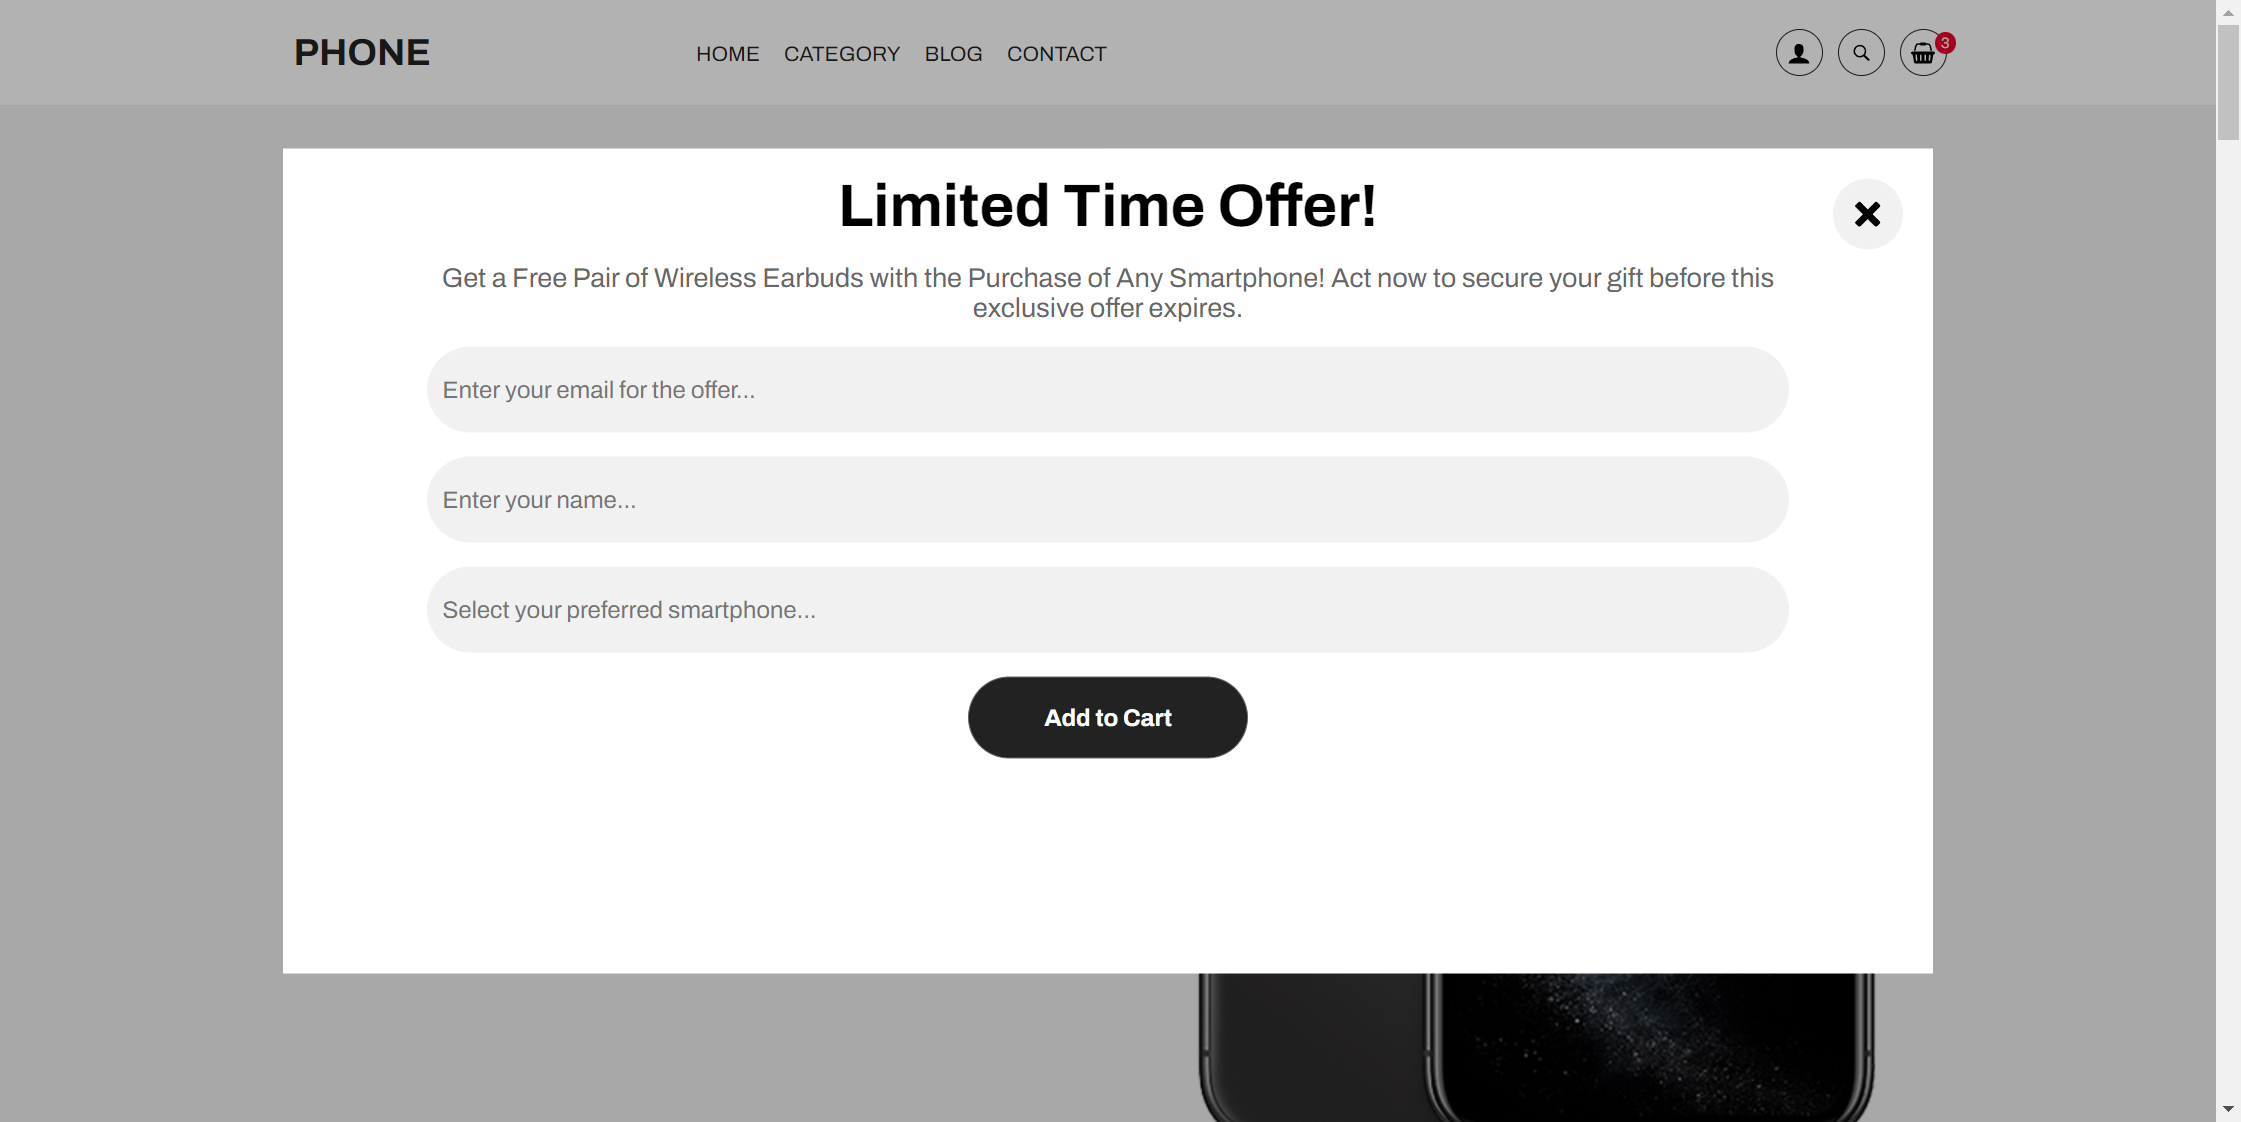 PHONE
HOME CATEGORY BLOG CONTACT
3
Limited Time Offer!
Get a Free Pair of Wireless Earbuds with the Purchase of Any Smartphone! Act now to secure your gift before this
exclusive offer expires.
Enter your email for the offer...
Enter your name...
Select your preferred smartphone...
Add to Cart